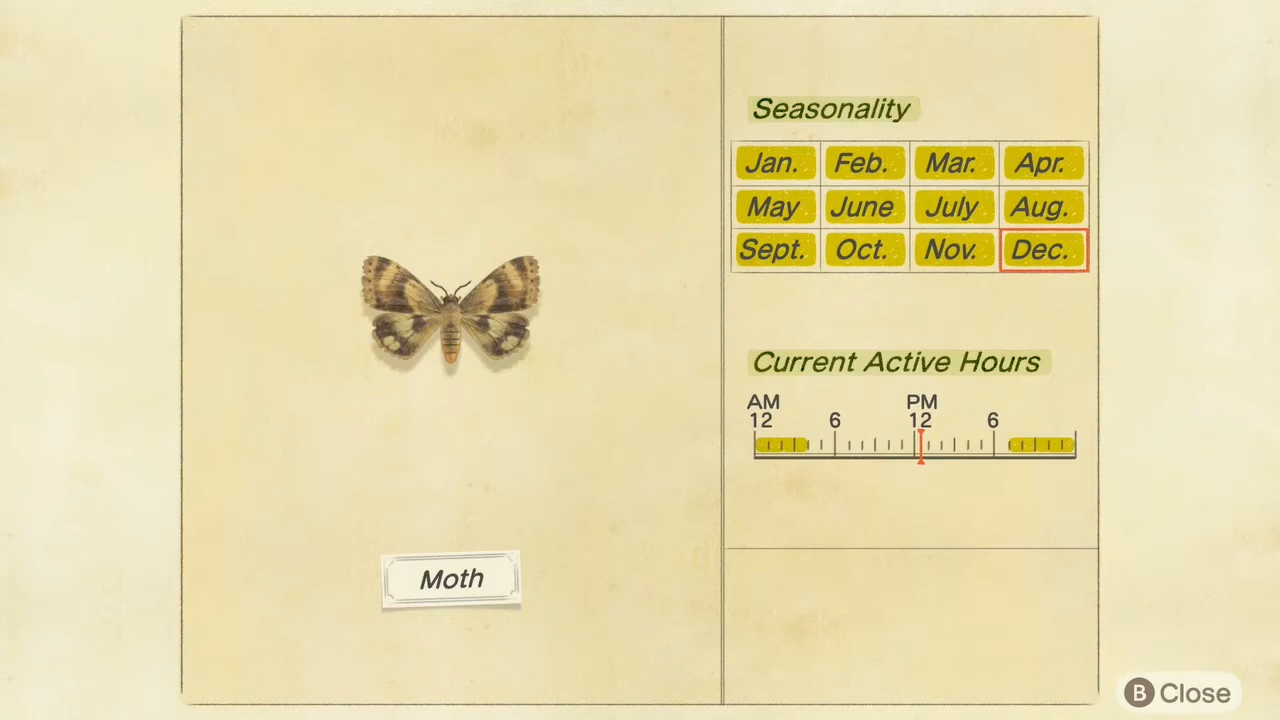 Seasonality
Jan. Feb. Mar. Apr.
May June July Aug.
Sept. Oct. Nov. Dec.
Current Active Hours
AM PM
12 6 12 6
Moth
B Close